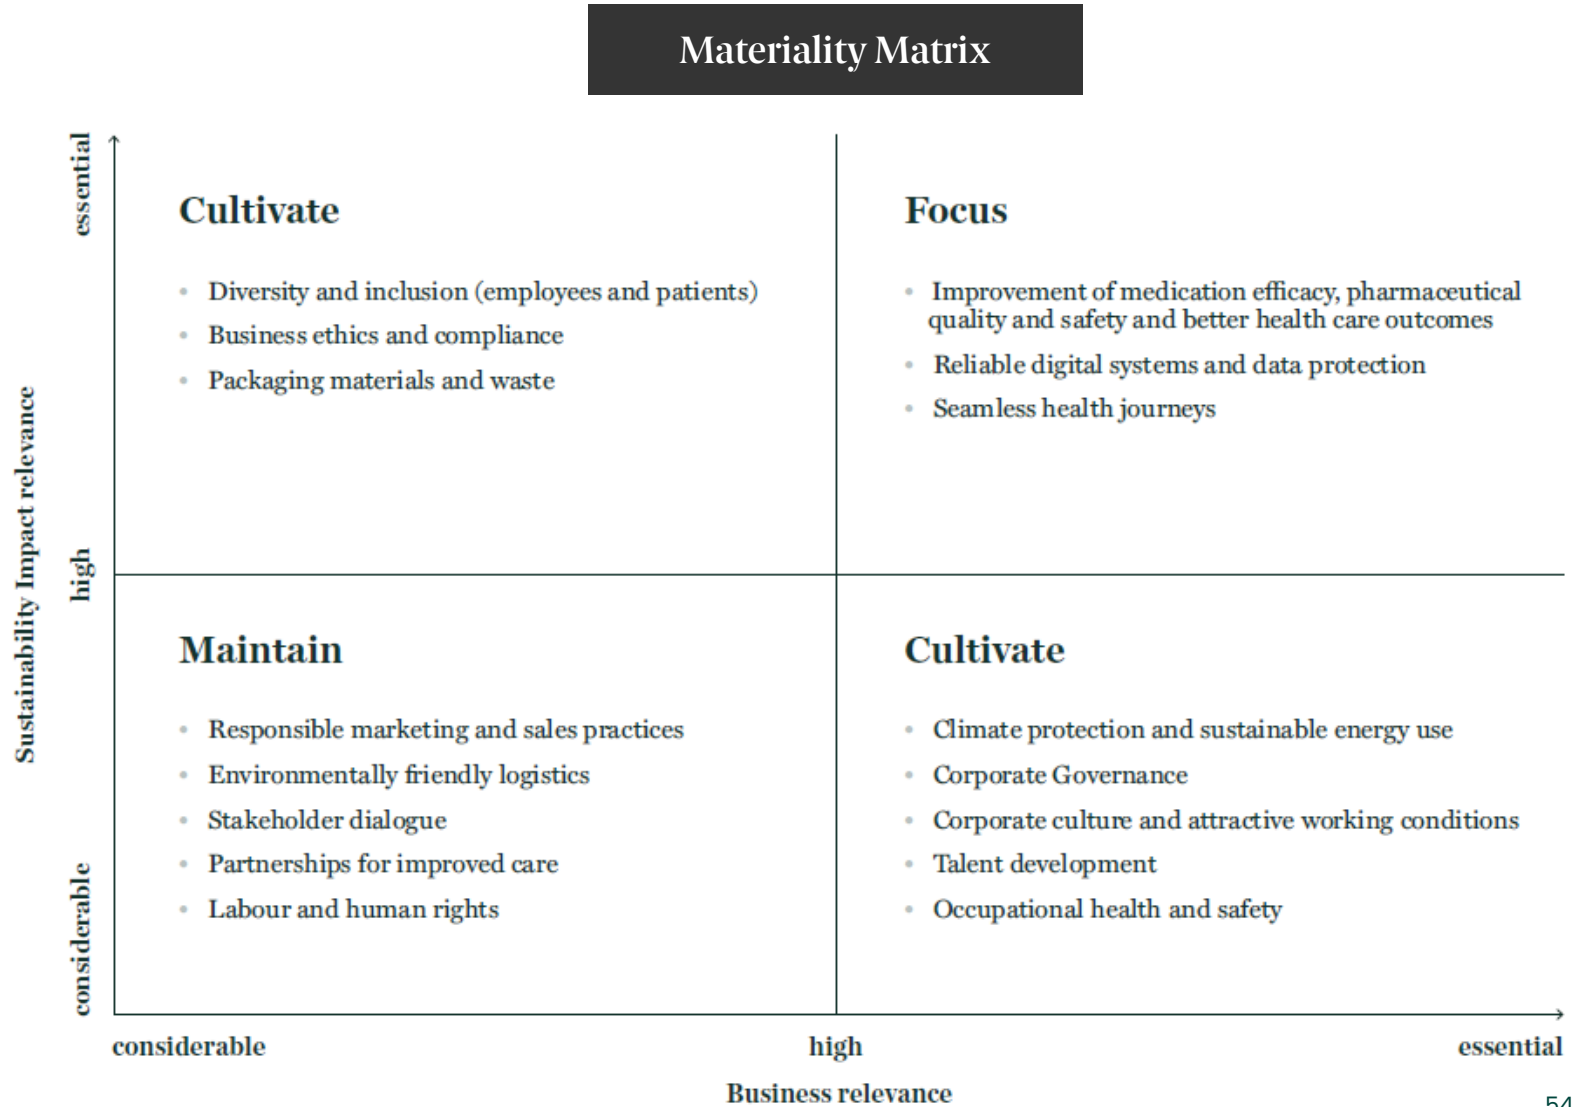 Materiality Matrix
essential
Cultivate
• Diversity and inclusion (employees and patients)
• Business ethics and compliance
• Packaging materials and waste
Focus
• Improvement of medication efficacy, pharmaceutical
quality and safety and better health care outcomes
• Reliable digital systems and data protection
• Seamless health journeys
Sustainability Impact relevance
high
Maintain
• Responsible marketing and sales practices
• Environmentally friendly logistics
• Stakeholder dialogue
• Partnerships for improved care
• Labour and human rights
Cultivate
• Climate protection and sustainable energy use
• Corporate Governance
• Corporate culture and attractive working conditions
• Talent development
• Occupational health and safety
considerable
considerable
high
essential
Business relevance
54